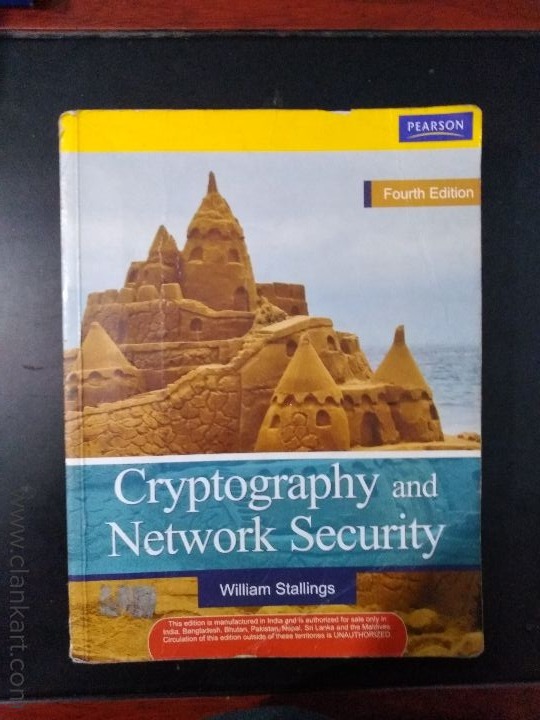 PEARSON
Fourth Edition
Cryptography and
Network Security
William Stallings
This edition is manufactured in India and is authorized for sale only in
India, Bangladesh, Bhutan, Pakistan, Nepal, Sri Lanka and the Maldives.
Circulation of this edition outside of these territories is UNAUTHORIZED.
www.clankart.com